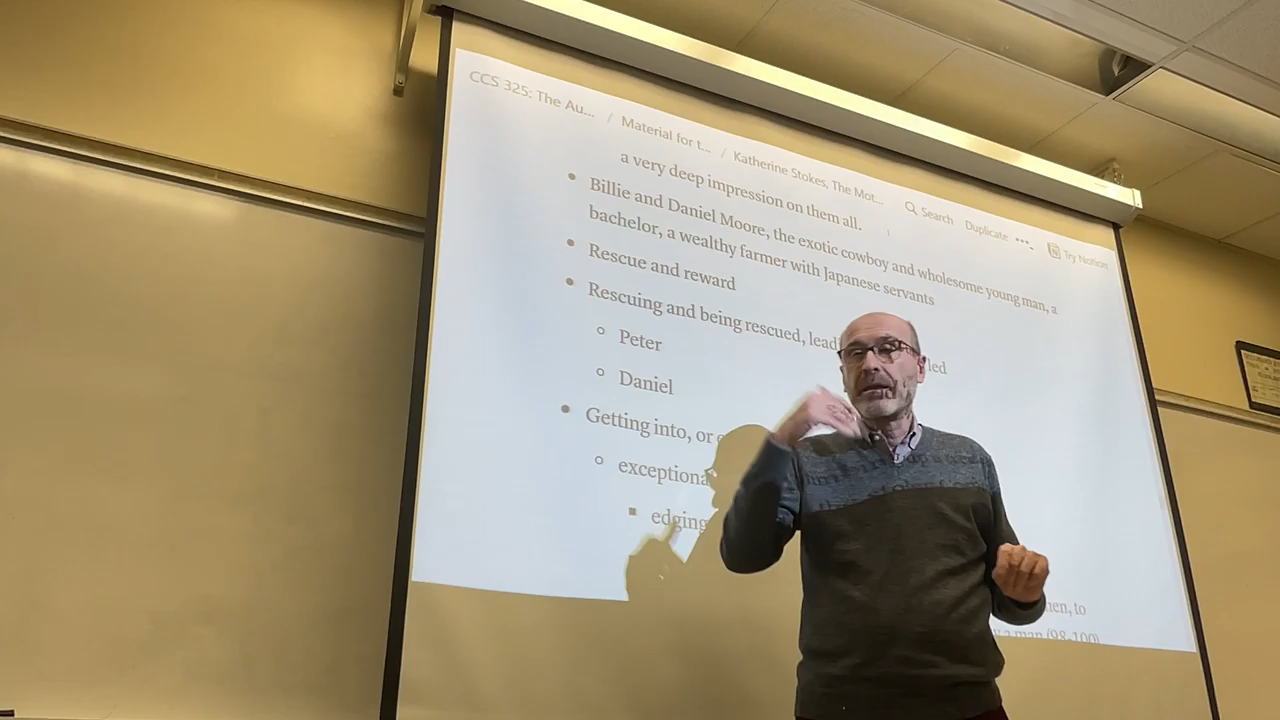 CCS 325: The Au... / Material for t... / Katherine Stokes, The Mot... Search Duplicate ••• Try Notion
a very deep impression on them all.
• Billie and Daniel Moore, the exotic cowboy and wholesome young man, a
bachelor, a wealthy farmer with Japanese servants
• Rescue and reward
• Rescuing and being rescued, lead led
○ Peter
○ Daniel
• Getting into, or
○ exceptiona
▪ edging
en, to
a man (98-100)